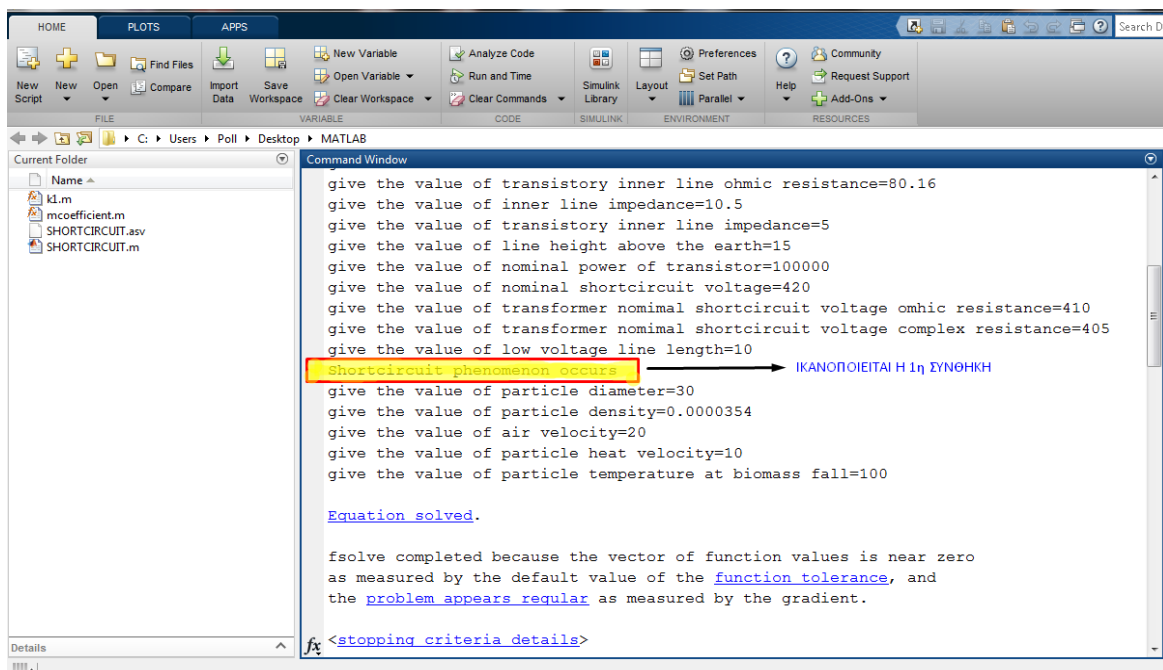 HOME PLOTS APPS
Search D
New Script
New
Open
Find Files
Compare
Import Data
Save Workspace
New Variable
Open Variable
Clear Workspace
Analyze Code
Run and Time
Clear Commands
Simulink Library
Layout
Preferences
Set Path
Parallel
Help
Community
Request Support
Add-Ons
FILE VARIABLE CODE SIMULINK ENVIRONMENT RESOURCES
C: Users Poll Desktop MATLAB
Current Folder
Name
k1.m
mcoefficient.m
SHORTCIRCUIT.asv
SHORTCIRCUIT.m
Details
Command Window
give the value of transistory inner line ohmic resistance=80.16
give the value of inner line impedance=10.5
give the value of transistory inner line impedance=5
give the value of line height above the earth=15
give the value of nominal power of transistor=100000
give the value of nominal shortcircuit voltage=420
give the value of transformer nomimal shortcircuit voltage omhic resistance=410
give the value of transformer nomimal shortcircuit voltage complex resistance=405
give the value of low voltage line length=10
Shortcircuit phenomenon occurs ΙΚΑΝΟΠΟΙΕΙΤΑΙ Η 1η ΣΥΝΘΗΚΗ
give the value of particle diameter=30
give the value of particle density=0.0000354
give the value of air velocity=20
give the value of particle heat velocity=10
give the value of particle temperature at biomass fall=100
Equation solved.
fsolve completed because the vector of function values is near zero
as measured by the default value of the function tolerance, and
the problem appears regular as measured by the gradient.
fx <stopping criteria details>